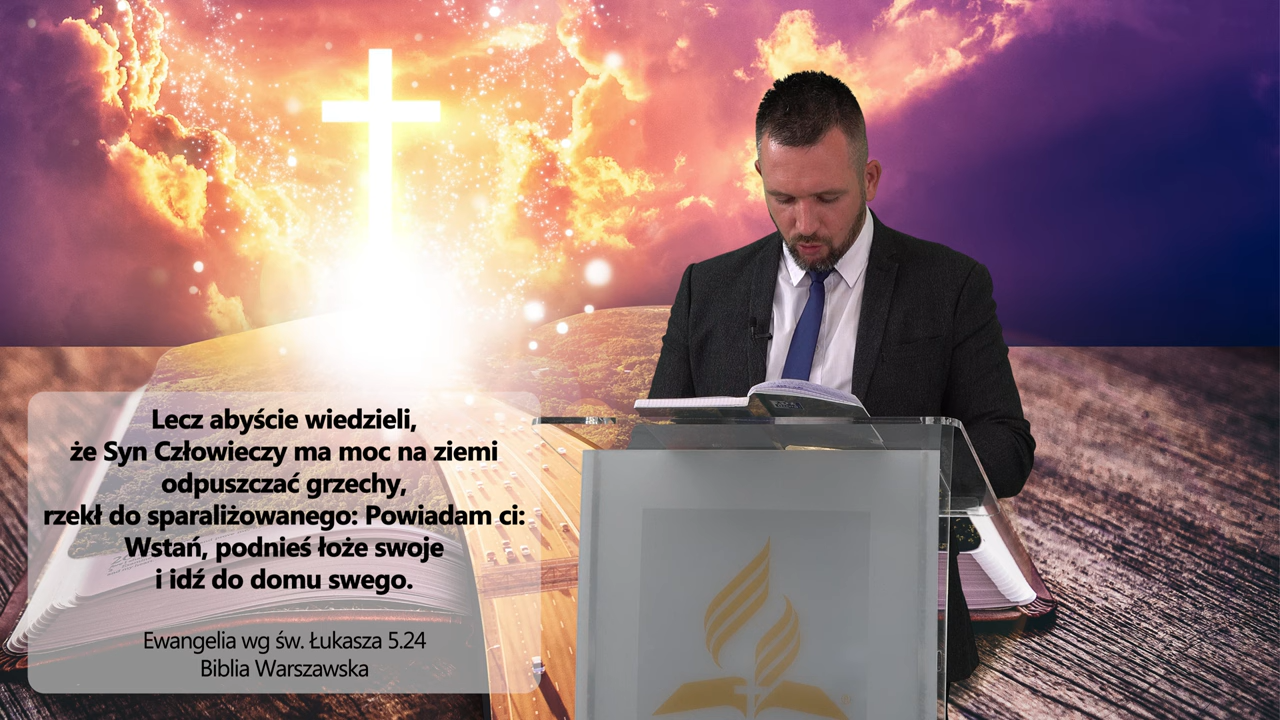 Lecz abyście wiedzieli,
że Syn Człowieczy ma moc na ziemi
odpuszczać grzechy,
rzekł do sparaliżowanego: Powiadam ci:
Wstań, podnieś łoże swoje
i idź do domu swego.
Ewangelia wg św. Łukasza 5.24
Biblia Warszawska